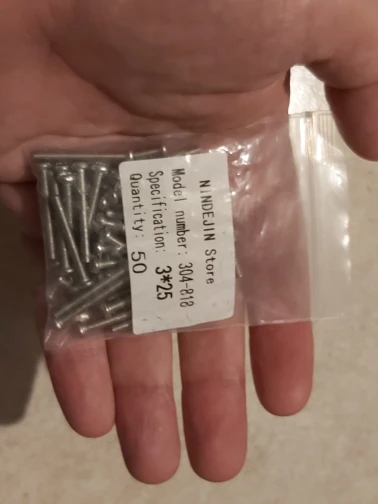 NiNDEJIN Store
Model number: 304-818
Specification: 3*25
Quantity: 50